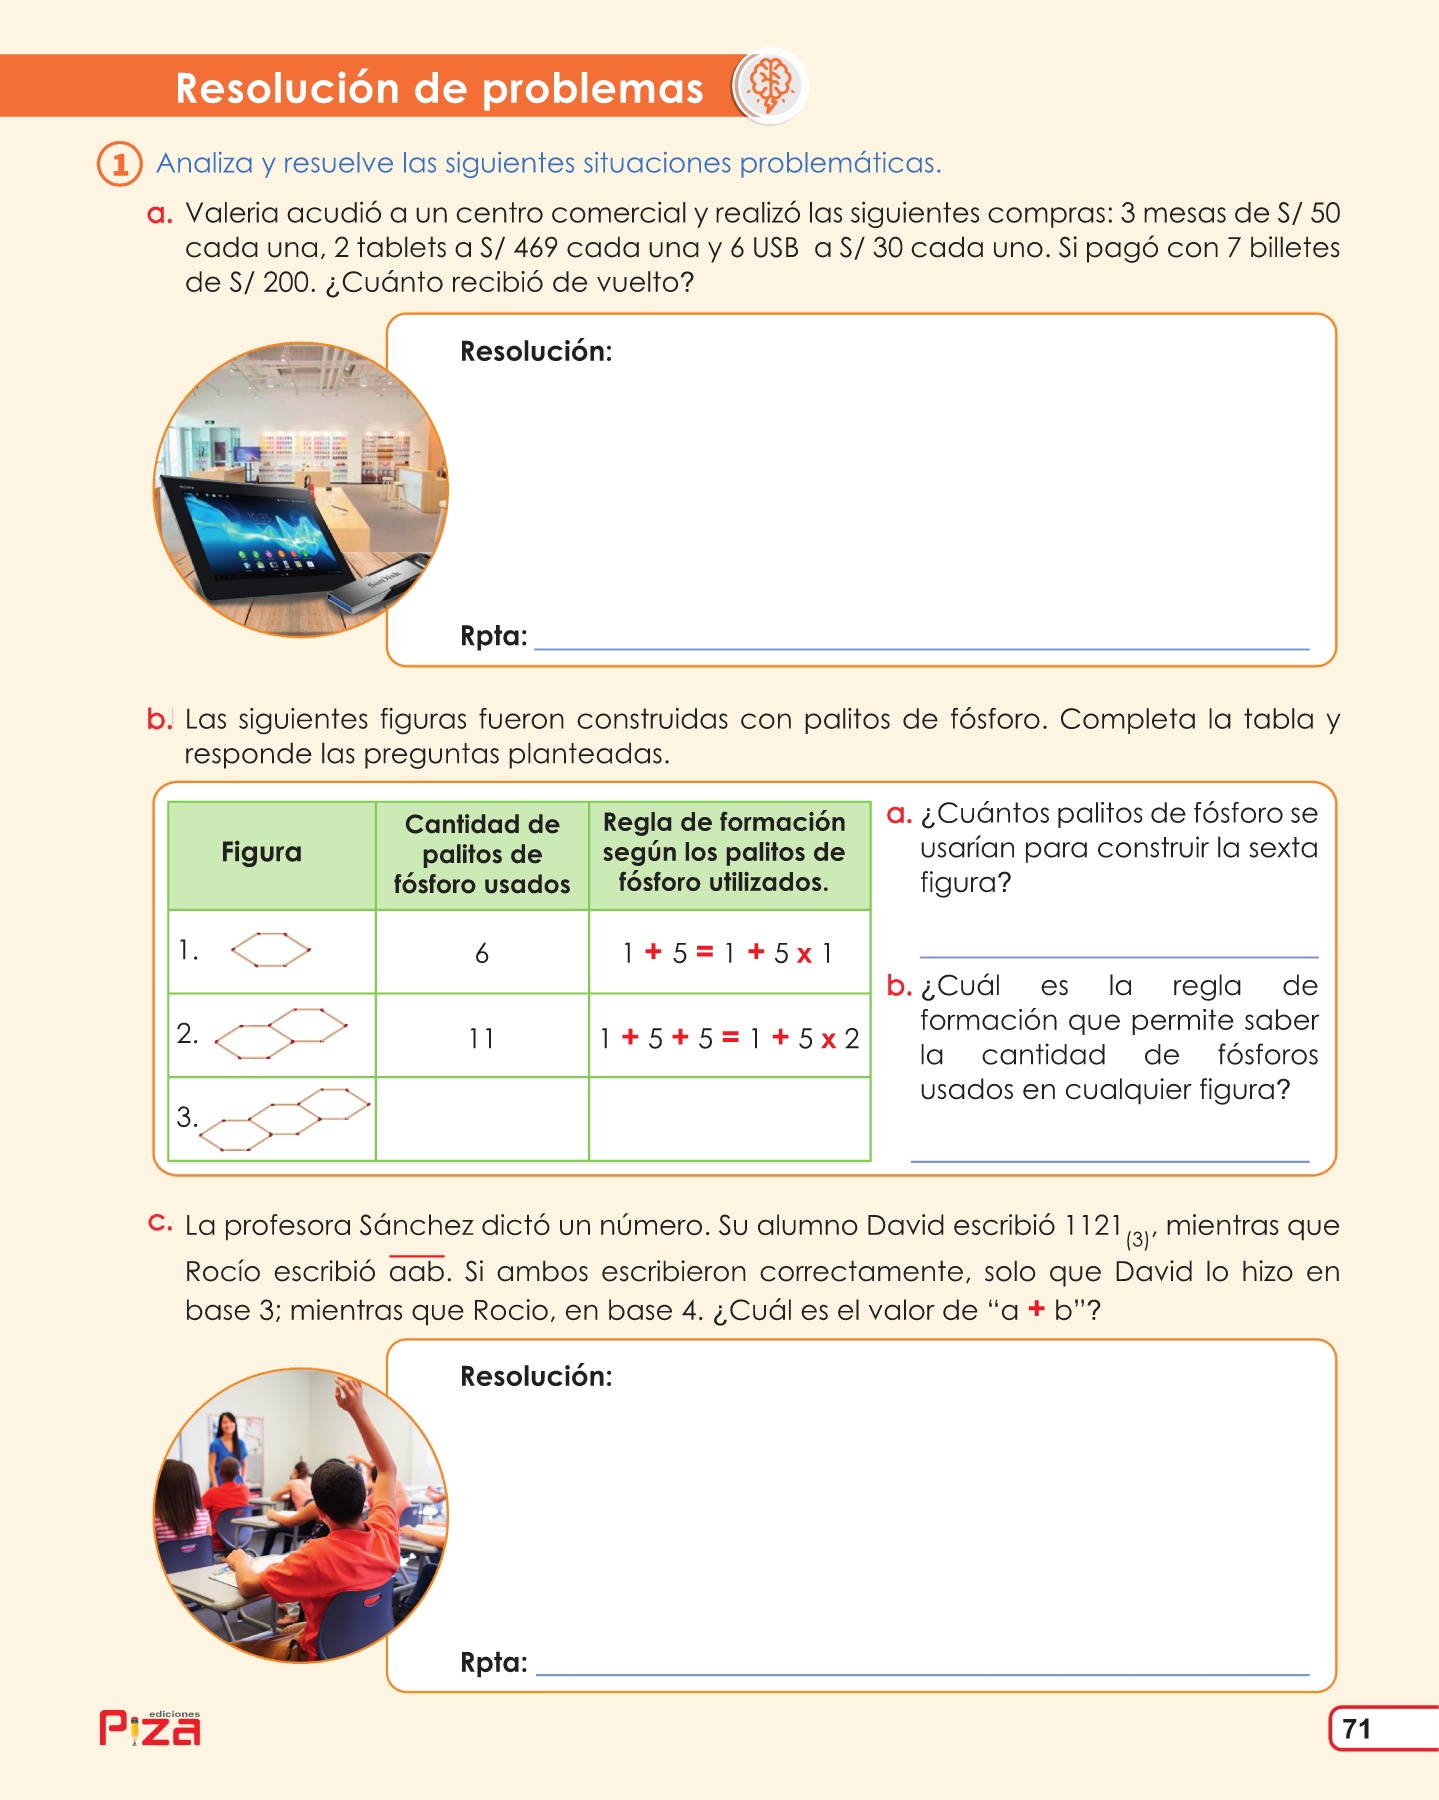 Resolución de problemas
1 Analiza y resuelve las siguientes situaciones problemáticas.
a. Valeria acudió a un centro comercial y realizó las siguientes compras: 3 mesas de S/ 50
cada una, 2 tablets a S/ 469 cada una y 6 USB a S/ 30 cada uno. Si pagó con 7 billetes
de S/ 200. ¿Cuánto recibió de vuelto?
Resolución:
SanDisk
Rpta:
b. Las siguientes figuras fueron construidas con palitos de fósforo. Completa la tabla y
responde las preguntas planteadas.
Figura
Cantidad de
palitos de
fósforo usados
Regla de formación
según los palitos de
fósforo utilizados.
1.
6
1 + 5 = 1 + 5 x 1
2.
11
1 + 5 + 5 = 1 + 5 x 2
3.
a. ¿Cuántos palitos de fósforo se
usarían para construir la sexta
figura?
b. ¿Cuál es la regla de
formación que permite saber
la cantidad de fósforos
usados en cualquier figura?
c. La profesora Sánchez dictó un número. Su alumno David escribió 1121(3), mientras que
Rocío escribió a̅a̅b̅. Si ambos escribieron correctamente, solo que David lo hizo en
base 3; mientras que Rocio, en base 4. ¿Cuál es el valor de “a + b”?
Resolución:
Rpta:
ediciones
Piza
71